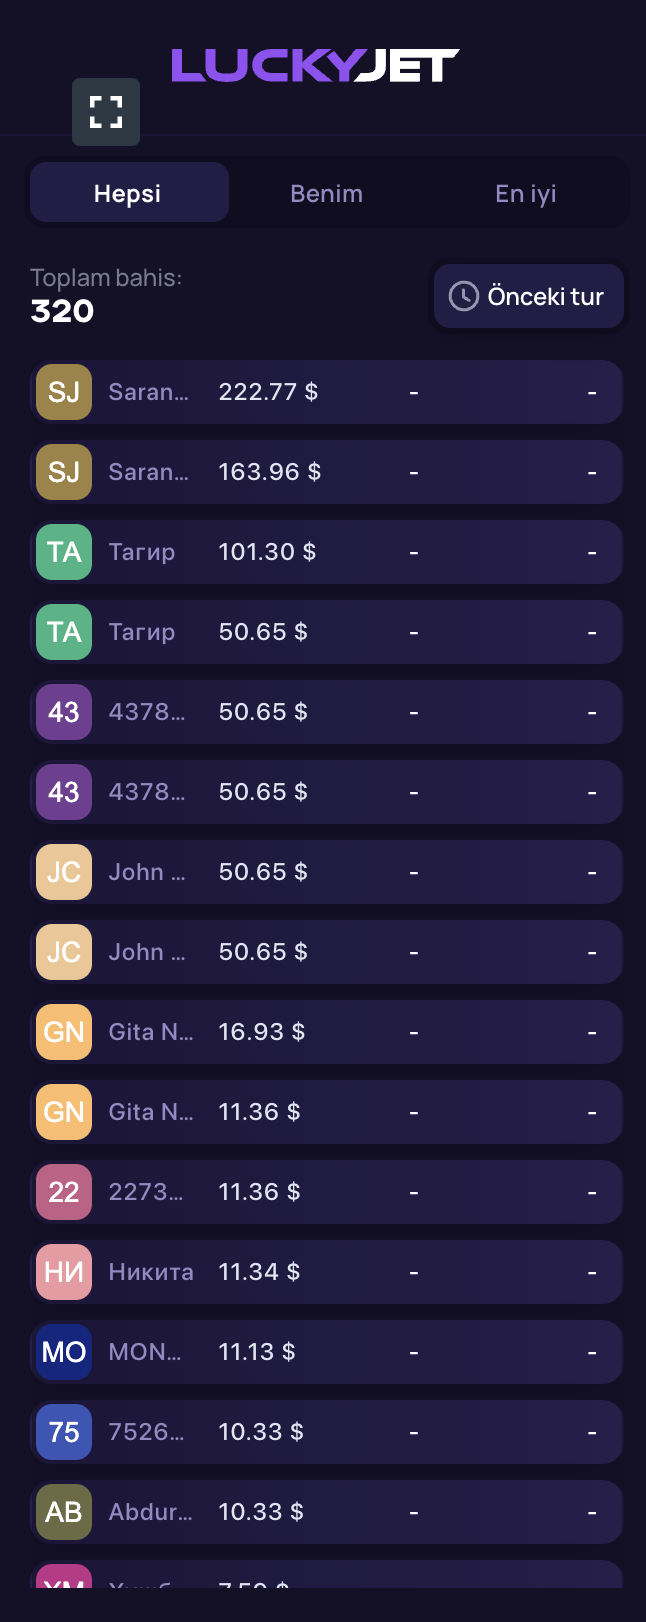 LUCKYJET
Hepsi Benim En iyi
Toplam bahis:
320
Önceki tur
SJ Saran... 222.77 $ - -
SJ Saran... 163.96 $ - -
ТА Тагир 101.30 $ - -
ТА Тагир 50.65 $ - -
43 4378... 50.65 $ - -
43 4378... 50.65 $ - -
JC John ... 50.65 $ - -
JC John ... 50.65 $ - -
GN Gita N... 16.93 $ - -
GN Gita N... 11.36 $ - -
22 2273... 11.36 $ - -
НИ Никита 11.34 $ - -
MO MON... 11.13 $ - -
75 7526... 10.33 $ - -
AB Abdur... 10.33 $ - -